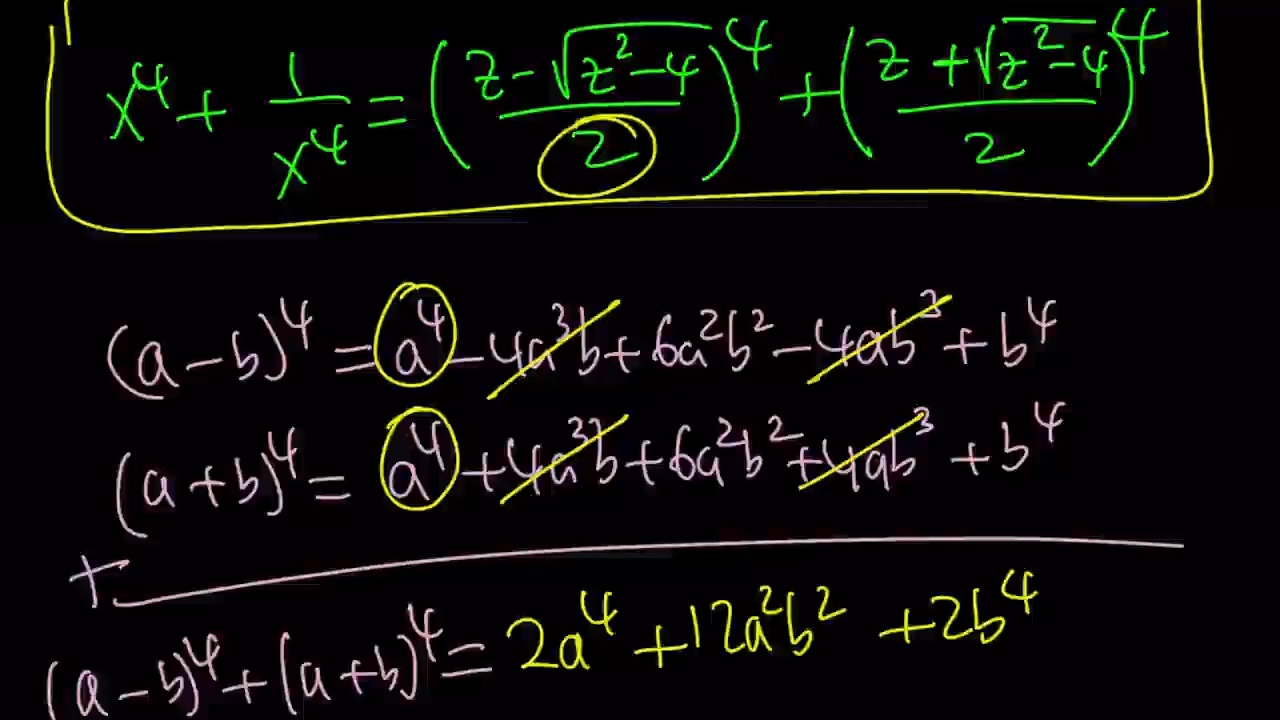 x⁴ + 1/x⁴ = ((z - √(z² - 4))/2)⁴ + ((z + √(z² - 4))/2)⁴
(a - b)⁴ = a⁴ - 4a³b + 6a²b² - 4ab³ + b⁴
(a + b)⁴ = a⁴ + 4a³b + 6a²b² + 4ab³ + b⁴
+
(a - b)⁴ + (a + b)⁴ = 2a⁴ + 12a²b² + 2b⁴